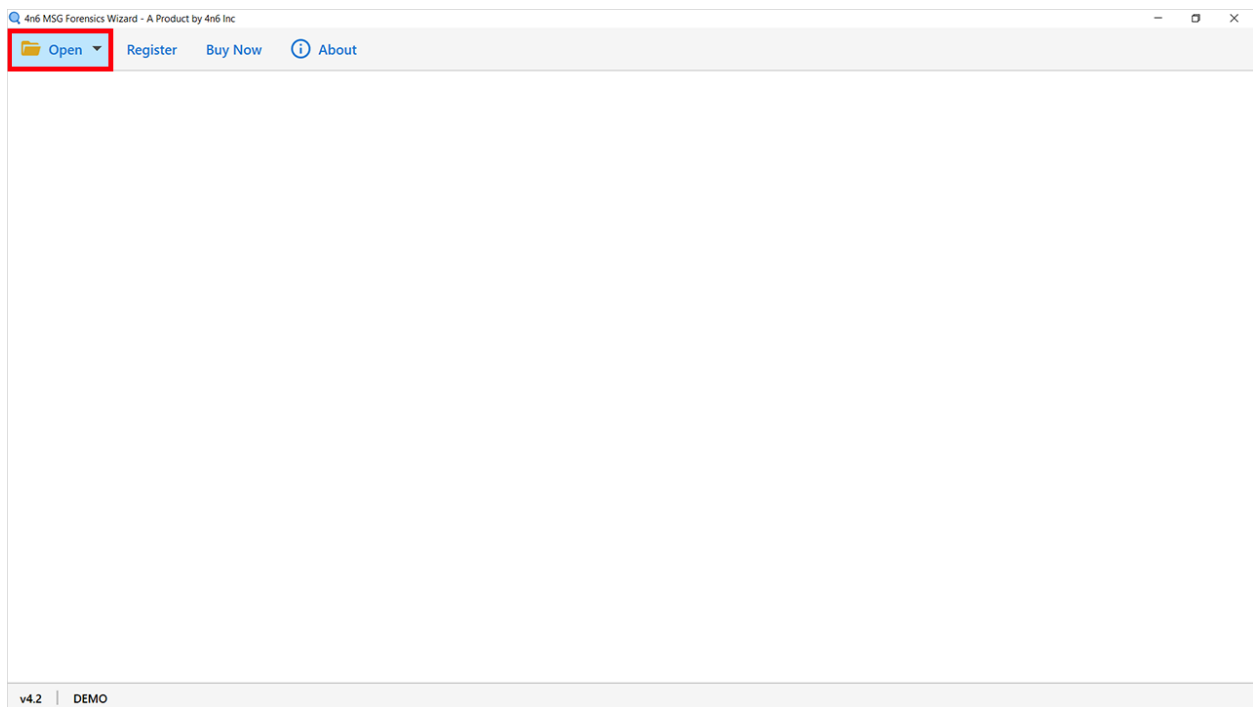 4n6 MSG Forensics Wizard - A Product by 4n6 Inc
Open Register Buy Now About
v4.2 DEMO